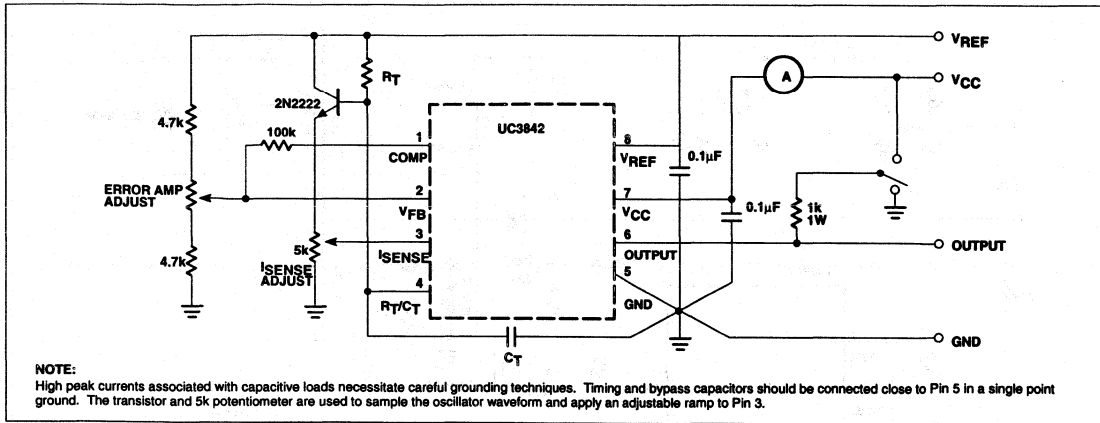 VREF
A
VCC
RT
2N2222
4.7k
100k
1
COMP
UC3842
8
VREF
0.1µF
ERROR AMP
ADJUST
2
VFB
7
VCC
0.1µF
1k
1W
3
ISENSE
5k
ISENSE
ADJUST
6
OUTPUT
OUTPUT
4.7k
4
RT/CT
5
GND
GND
CT
NOTE:
High peak currents associated with capacitive loads necessitate careful grounding techniques. Timing and bypass capacitors should be connected close to Pin 5 in a single point
ground. The transistor and 5k potentiometer are used to sample the oscillator waveform and apply an adjustable ramp to Pin 3.